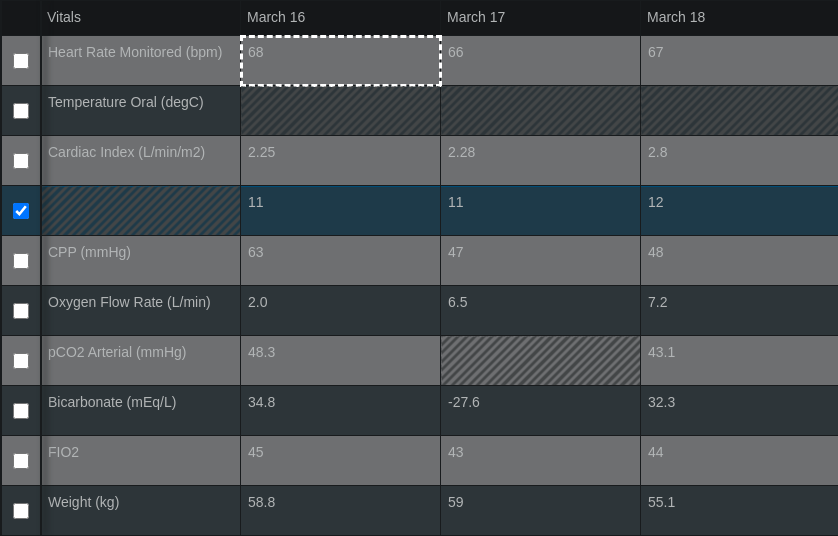 Vitals March 16 March 17 March 18
Heart Rate Monitored (bpm) 68 66 67
Temperature Oral (degC)
Cardiac Index (L/min/m2) 2.25 2.28 2.8
11 11 12
CPP (mmHg) 63 47 48
Oxygen Flow Rate (L/min) 2.0 6.5 7.2
pCO2 Arterial (mmHg) 48.3 43.1
Bicarbonate (mEq/L) 34.8 -27.6 32.3
FIO2 45 43 44
Weight (kg) 58.8 59 55.1